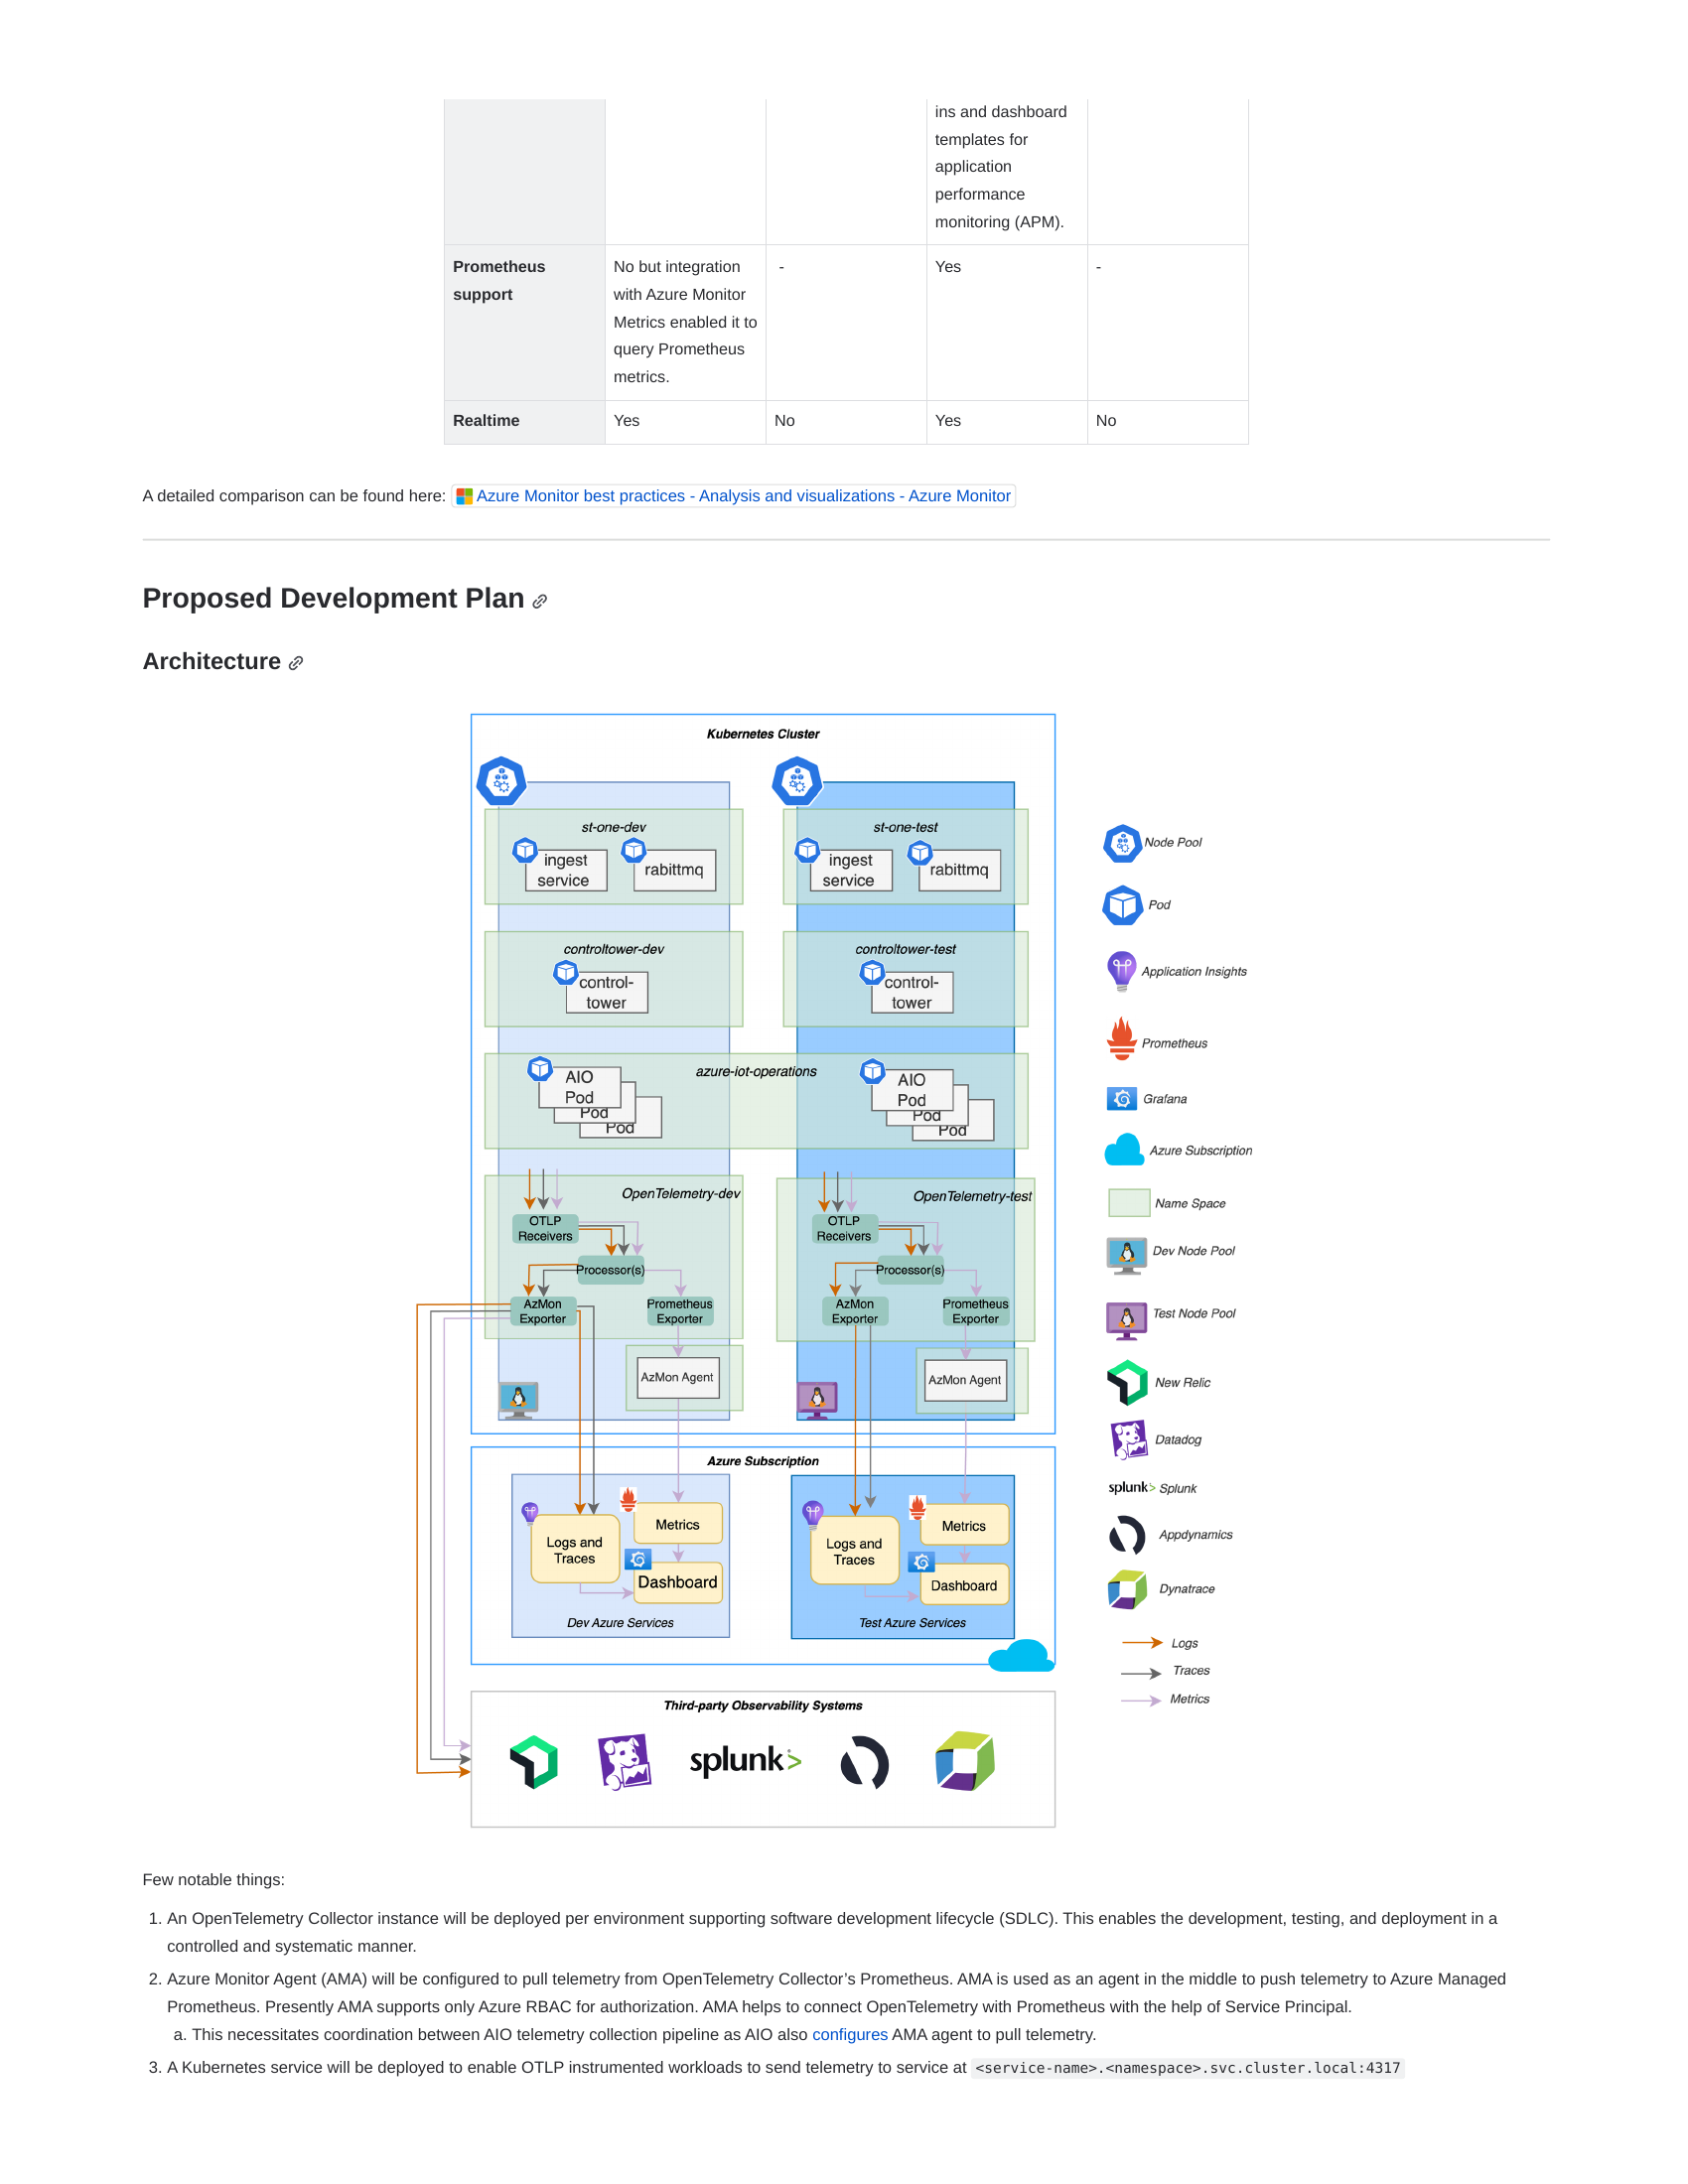 ins and dashboard
templates for
application
performance
monitoring (APM).
Prometheus
support
No but integration
with Azure Monitor
Metrics enabled it to
query Prometheus
metrics.
-
Yes
-
Realtime
Yes
No
Yes
No
A detailed comparison can be found here: Azure Monitor best practices - Analysis and visualizations - Azure Monitor
Proposed Development Plan
Architecture
Kubernetes Cluster
st-one-dev
ingest
service
rabittmq
st-one-test
ingest
service
rabittmq
controltower-dev
control-
tower
controltower-test
control-
tower
azure-iot-operations
AIO
Pod
Pod
Pod
AIO
Pod
Pod
Pod
OpenTelemetry-dev
OTLP
Receivers
Processor(s)
AzMon
Exporter
Prometheus
Exporter
AzMon Agent
OpenTelemetry-test
OTLP
Receivers
Processor(s)
AzMon
Exporter
Prometheus
Exporter
AzMon Agent
Azure Subscription
Logs and
Traces
Metrics
Dashboard
Dev Azure Services
Logs and
Traces
Metrics
Dashboard
Test Azure Services
Third-party Observability Systems
splunk>
Node Pool
Pod
Application Insights
Prometheus
Grafana
Azure Subscription
Name Space
Dev Node Pool
Test Node Pool
New Relic
Datadog
splunk> Splunk
Appdynamics
Dynatrace
Logs
Traces
Metrics
Few notable things:
1. An OpenTelemetry Collector instance will be deployed per environment supporting software development lifecycle (SDLC). This enables the development, testing, and deployment in a
controlled and systematic manner.
2. Azure Monitor Agent (AMA) will be configured to pull telemetry from OpenTelemetry Collector’s Prometheus. AMA is used as an agent in the middle to push telemetry to Azure Managed
Prometheus. Presently AMA supports only Azure RBAC for authorization. AMA helps to connect OpenTelemetry with Prometheus with the help of Service Principal.
a. This necessitates coordination between AIO telemetry collection pipeline as AIO also configures AMA agent to pull telemetry.
3. A Kubernetes service will be deployed to enable OTLP instrumented workloads to send telemetry to service at <service-name>.<namespace>.svc.cluster.local:4317